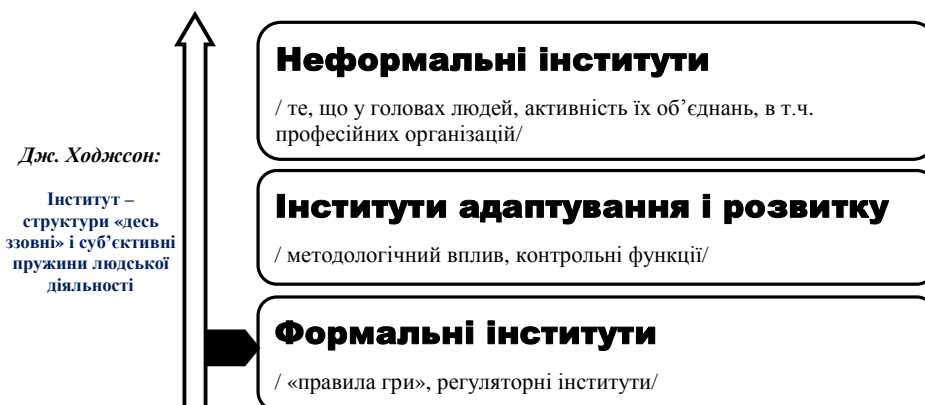 Неформальні інститути
/ те, що у головах людей, активність їх об’єднань, в т.ч.
професійних організацій/
Дж. Ходжсон:
Інститут –
структури «десь
ззовні» і суб’єктивні
пружини людської
діяльності
Інститути адаптування і розвитку
/ методологічний вплив, контрольні функції/
Формальні інститути
/ «правила гри», регуляторні інститути/